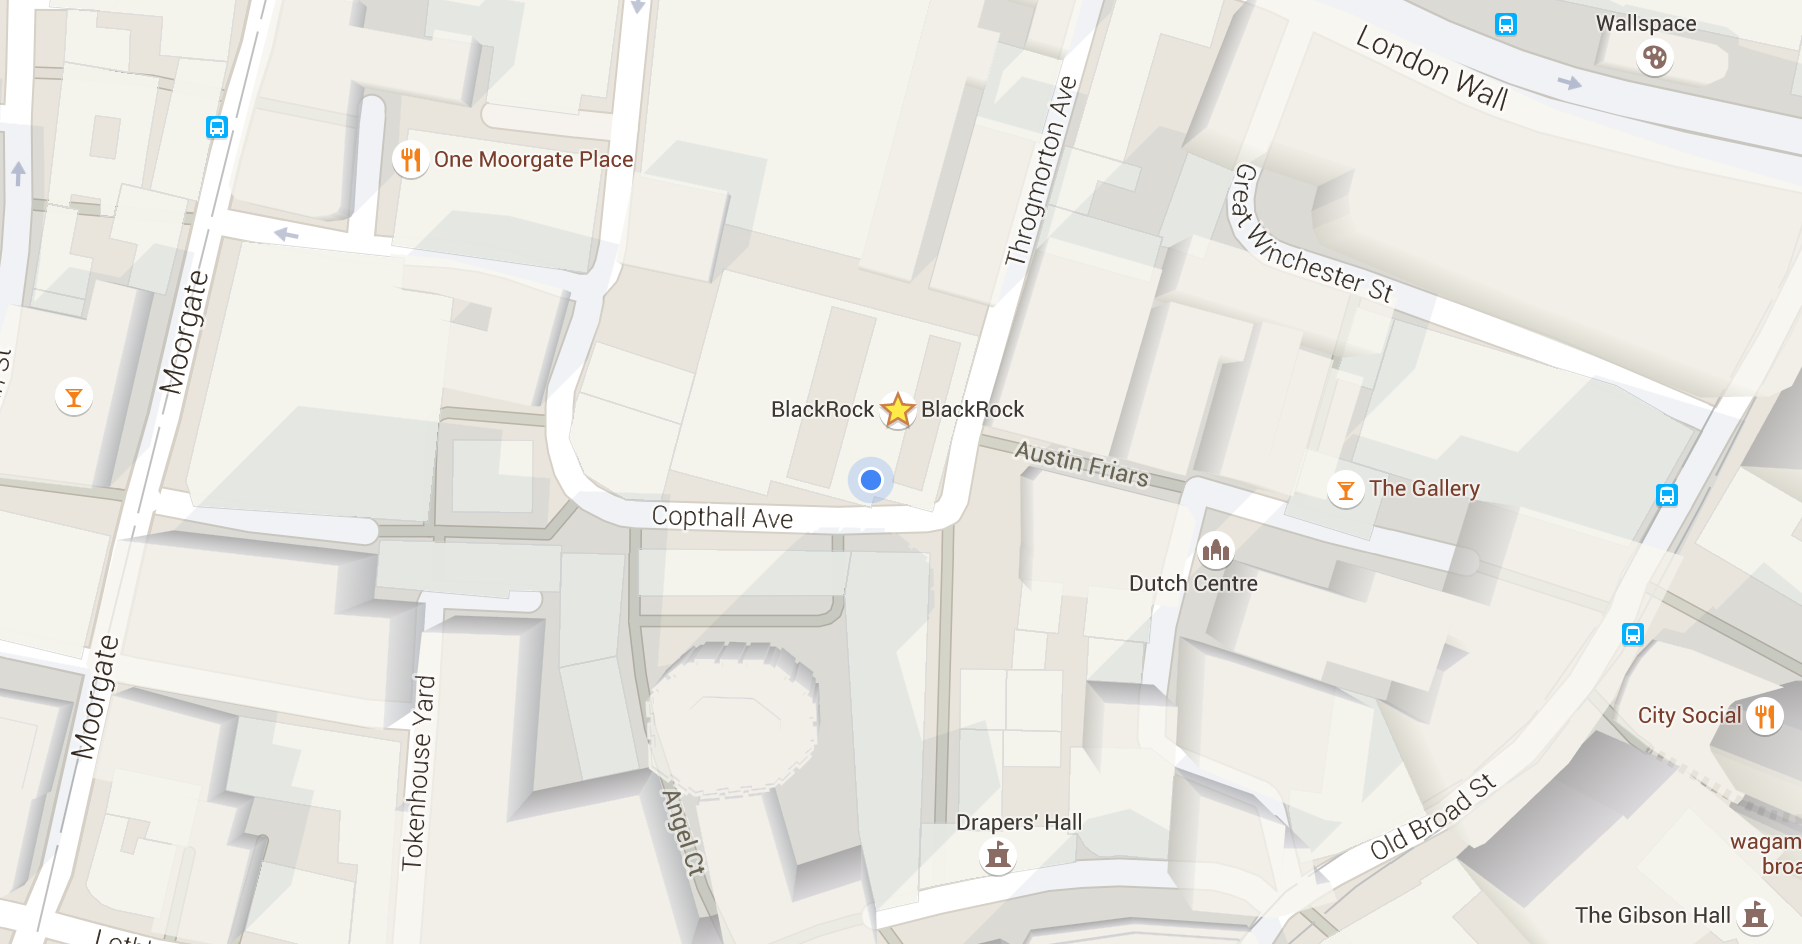 Wallspace
London Wall
One Moorgate Place
Throgmorton Ave
Great Winchester St
Moorgate
St
BlackRock
BlackRock
Austin Friars
The Gallery
Copthall Ave
Dutch Centre
Moorgate
Tokenhouse Yard
City Social
Angel Ct
Drapers' Hall
Old Broad St
wagam
broa
The Gibson Hall